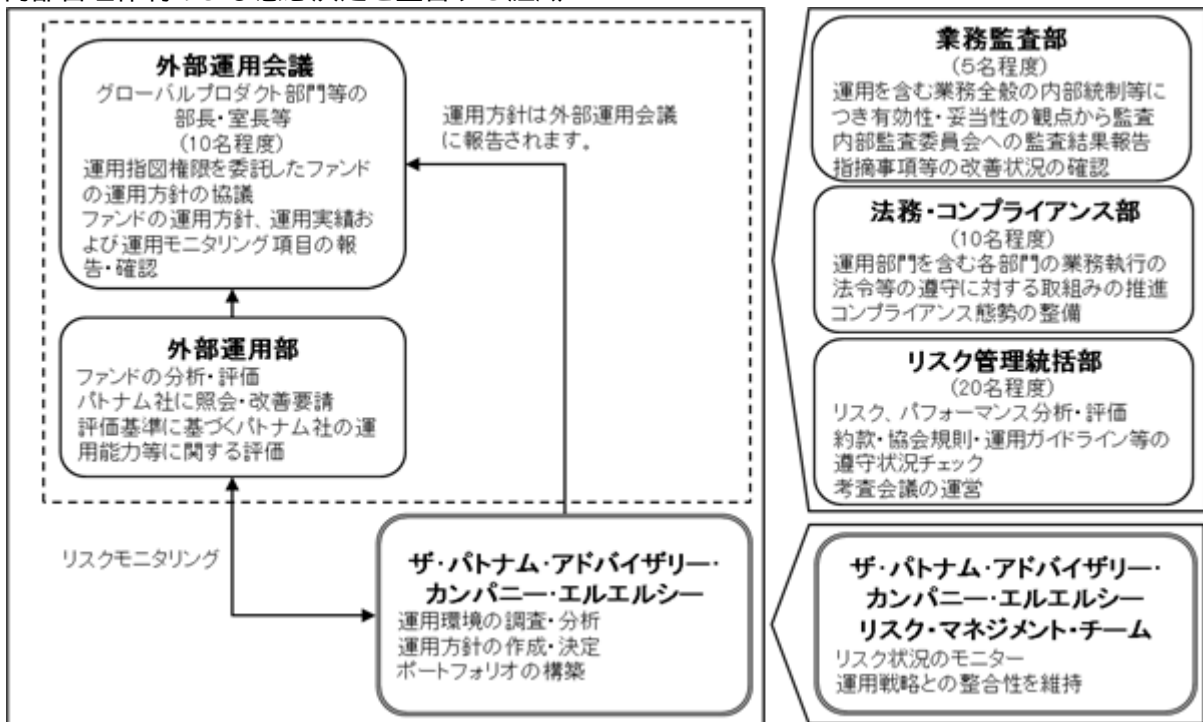 外部運用会議
グローバルプロダクト部門等の
部長・室長等
(10名程度)
運用指図権限を委託したファンド
の運用方針の協議
ファンドの運用方針、運用実績お
よび運用モニタリング項目の報
告・確認
運用方針は外部運用会議
に報告されます。
外部運用部
ファンドの分析・評価
パトナム社に照会・改善要請
評価基準に基づくパトナム社の運
用能力等に関する評価
リスクモニタリング
ザ・パトナム・アドバイザリー・
カンパニー・エルエルシー
運用環境の調査・分析
運用方針の作成・決定
ポートフォリオの構築
業務監査部
(5名程度)
運用を含む業務全般の内部統制等に
つき有効性・妥当性の観点から監査
内部監査委員会への監査結果報告
指摘事項等の改善状況の確認
法務・コンプライアンス部
(10名程度)
運用部門を含む各部門の業務執行の
法令等の遵守に対する取組みの推進
コンプライアンス態勢の整備
リスク管理統括部
(20名程度)
リスク、パフォーマンス分析・評価
約款・協会規則・運用ガイドライン等の
遵守状況チェック
考査会議の運営
ザ・パトナム・アドバイザリー・
カンパニー・エルエルシー
リスク・マネジメント・チーム
リスク状況のモニター
運用戦略との整合性を維持